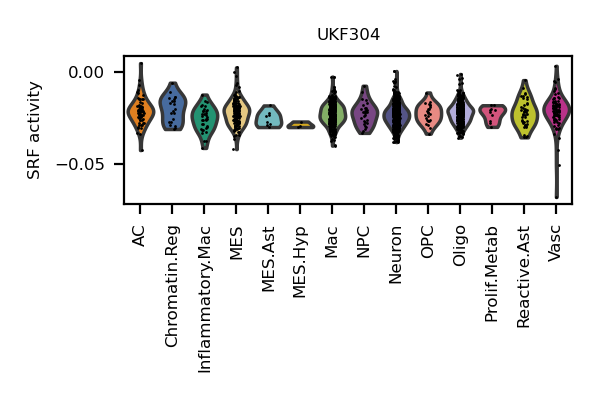 UKF304
SRF activity
0.00
−0.05
AC
Chromatin.Reg
Inflammatory.Mac
MES
MES.Ast
MES.Hyp
Mac
NPC
Neuron
OPC
Oligo
Prolif.Metab
Reactive.Ast
Vasc